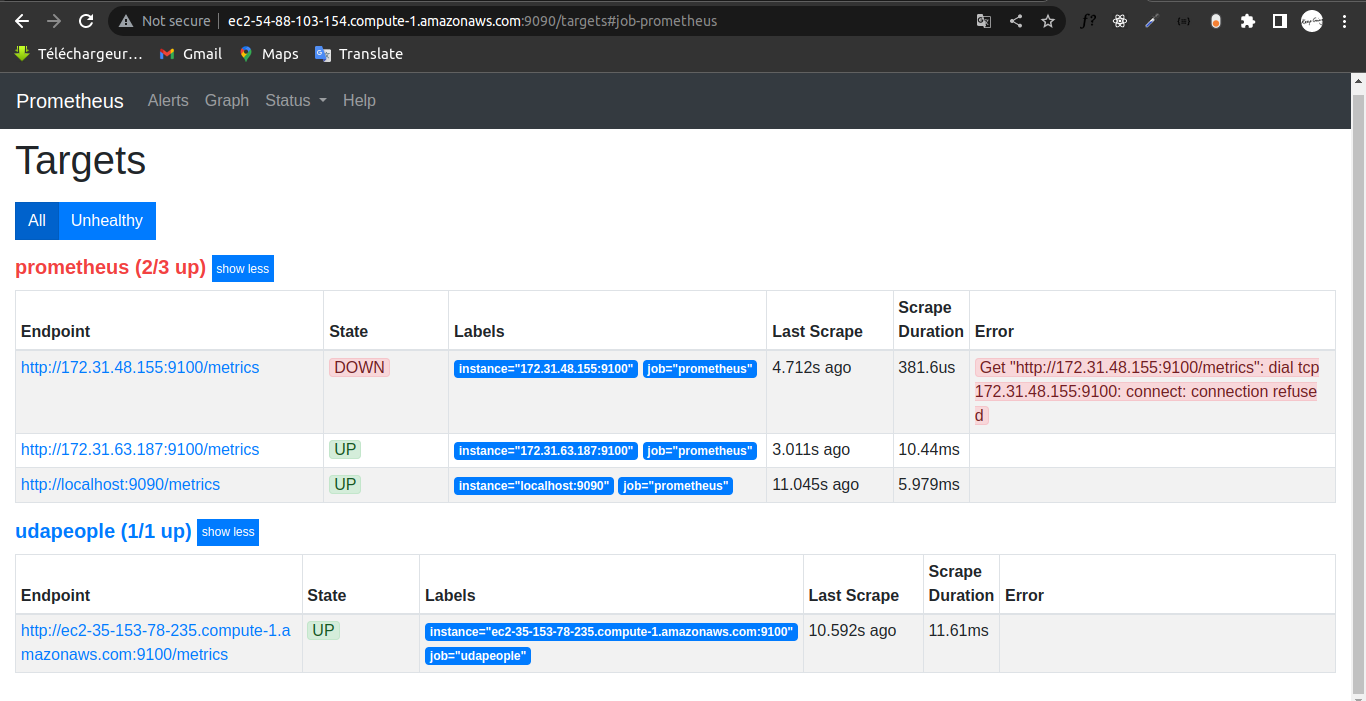 Not secure ec2-54-88-103-154.compute-1.amazonaws.com:9090/targets#job-prometheus
Téléchargeur... Gmail Maps Translate
Prometheus Alerts Graph Status Help
Targets
All Unhealthy
prometheus (2/3 up) show less
Endpoint State Labels Last Scrape Scrape Duration Error
http://172.31.48.155:9100/metrics DOWN instance="172.31.48.155:9100" job="prometheus" 4.712s ago 381.6us Get "http://172.31.48.155:9100/metrics": dial tcp
172.31.48.155:9100: connect: connection refuse
d
http://172.31.63.187:9100/metrics UP instance="172.31.63.187:9100" job="prometheus" 3.011s ago 10.44ms
http://localhost:9090/metrics UP instance="localhost:9090" job="prometheus" 11.045s ago 5.979ms
udapeople (1/1 up) show less
Endpoint State Labels Last Scrape Scrape Duration Error
http://ec2-35-153-78-235.compute-1.a UP instance="ec2-35-153-78-235.compute-1.amazonaws.com:9100" 10.592s ago 11.61ms
mazonaws.com:9100/metrics job="udapeople"